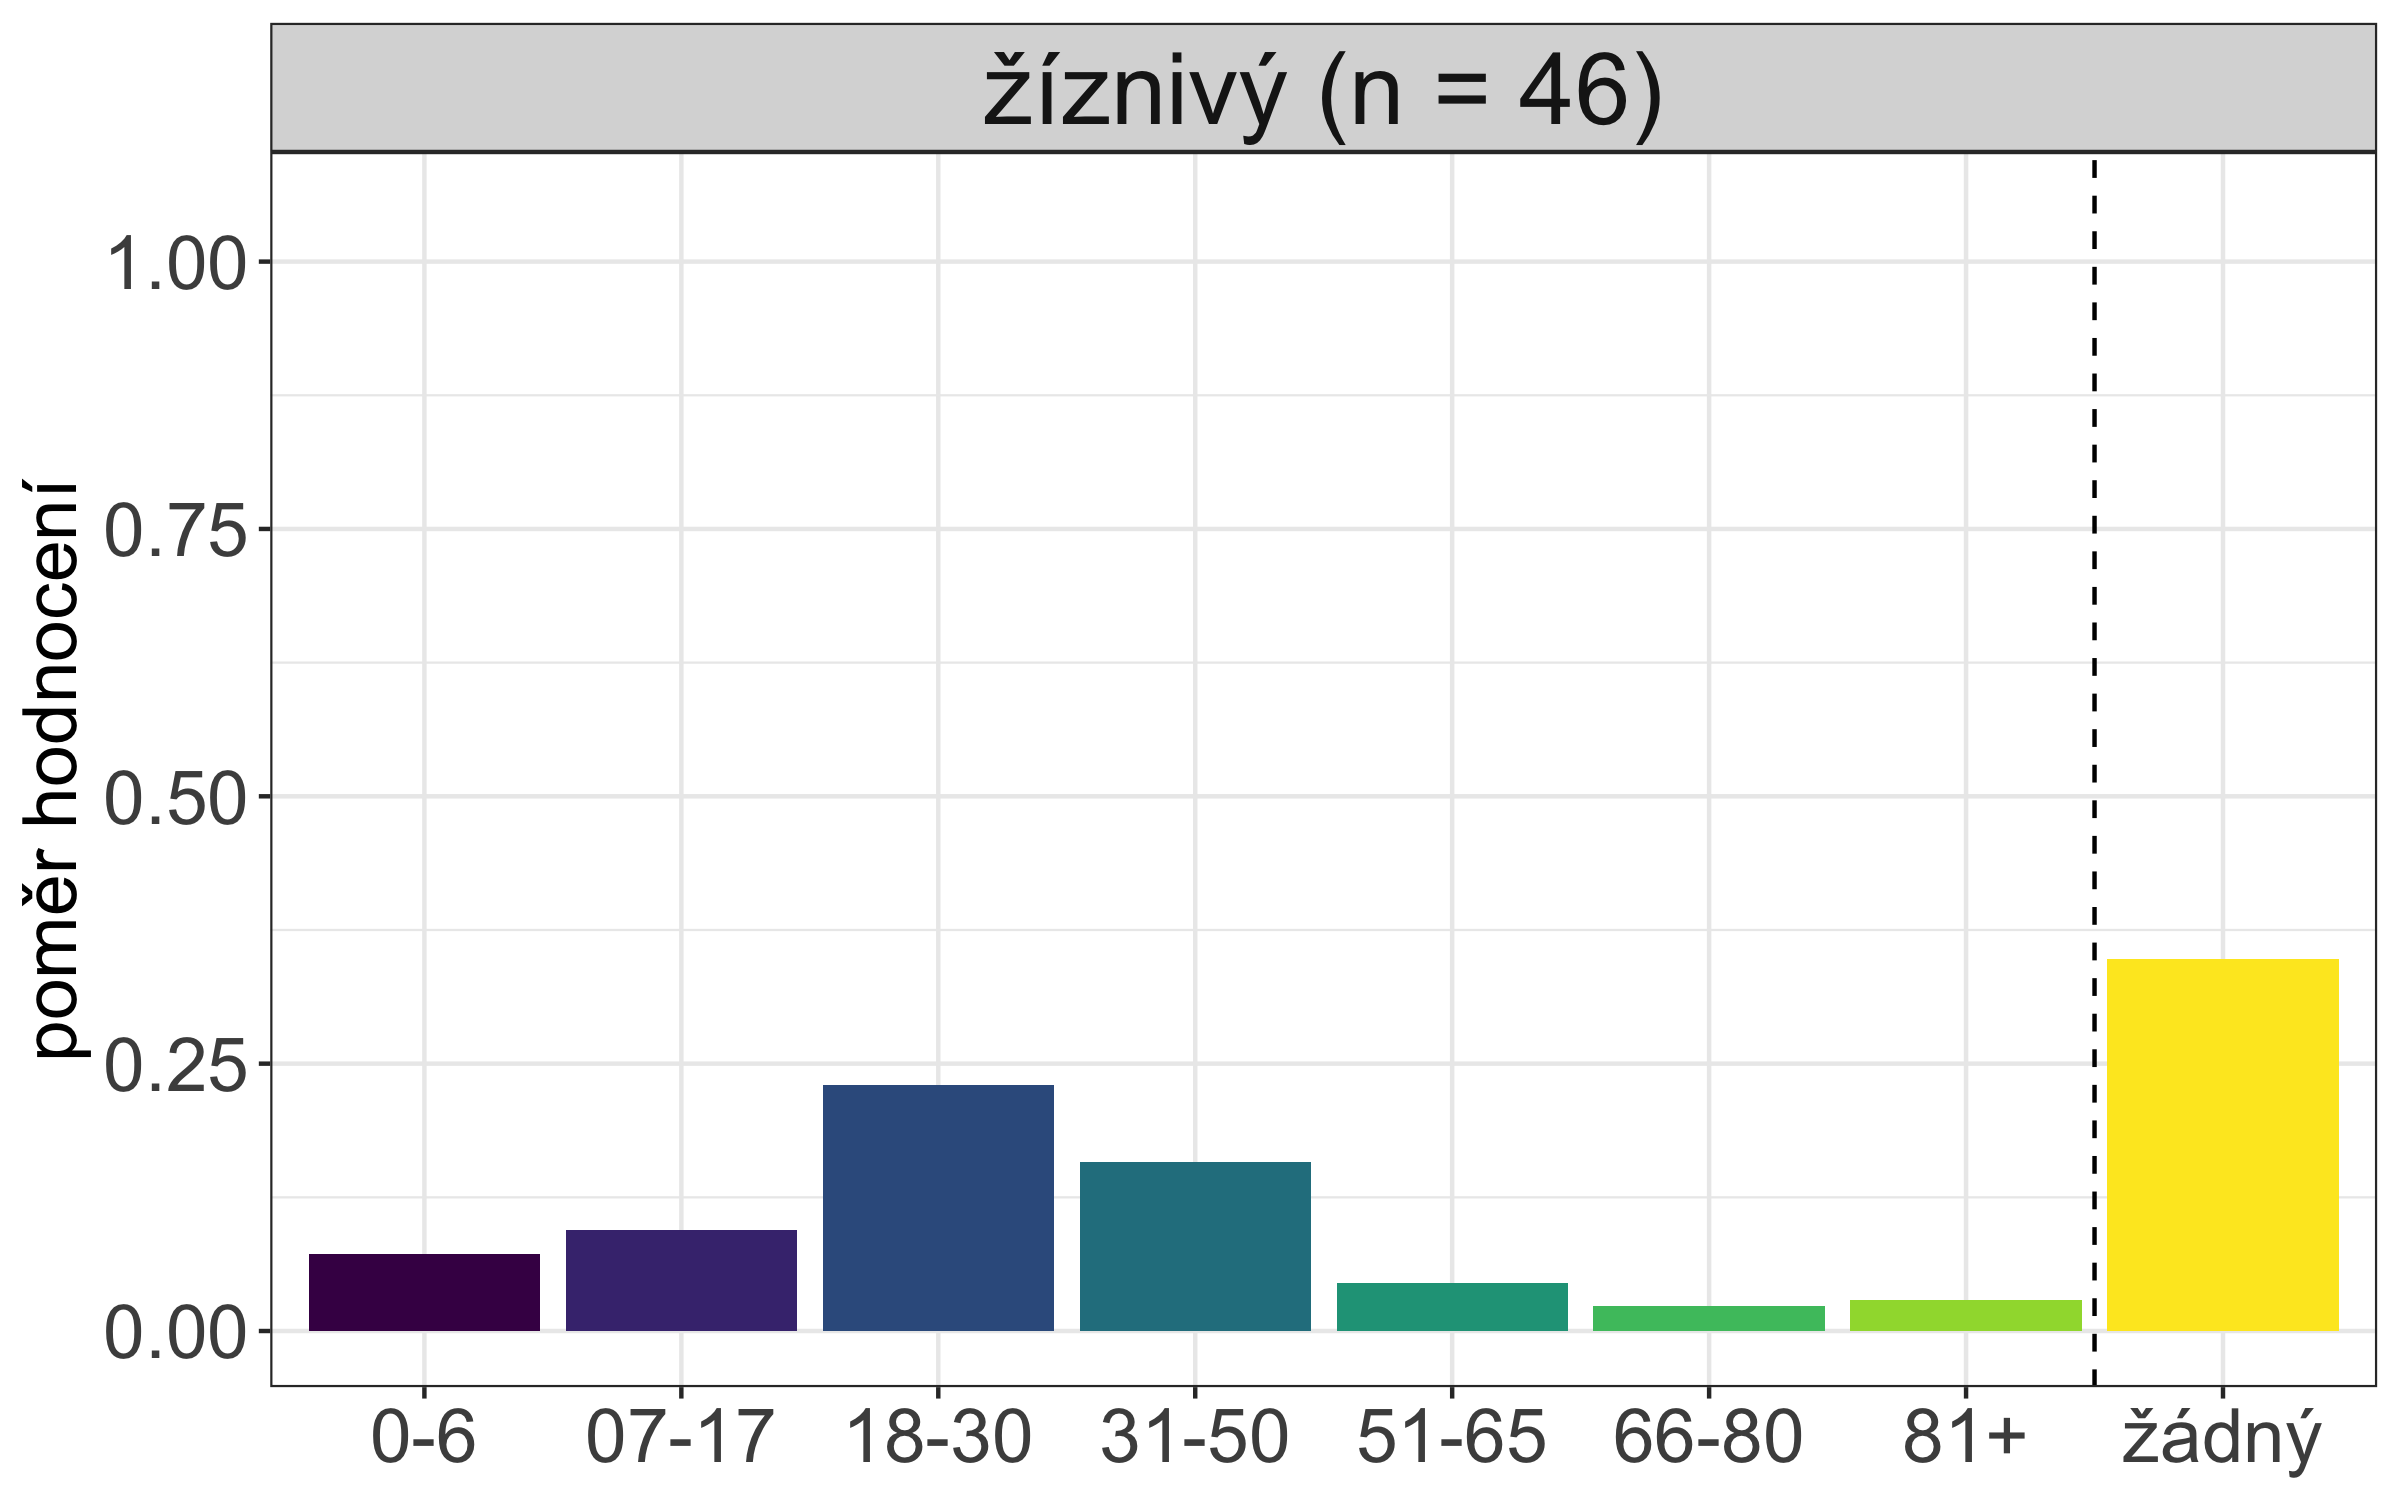 žíznivý (n = 46)
poměr hodnocení
1.00
0.75
0.50
0.25
0.00
0-6 07-17 18-30 31-50 51-65 66-80 81+ žádný